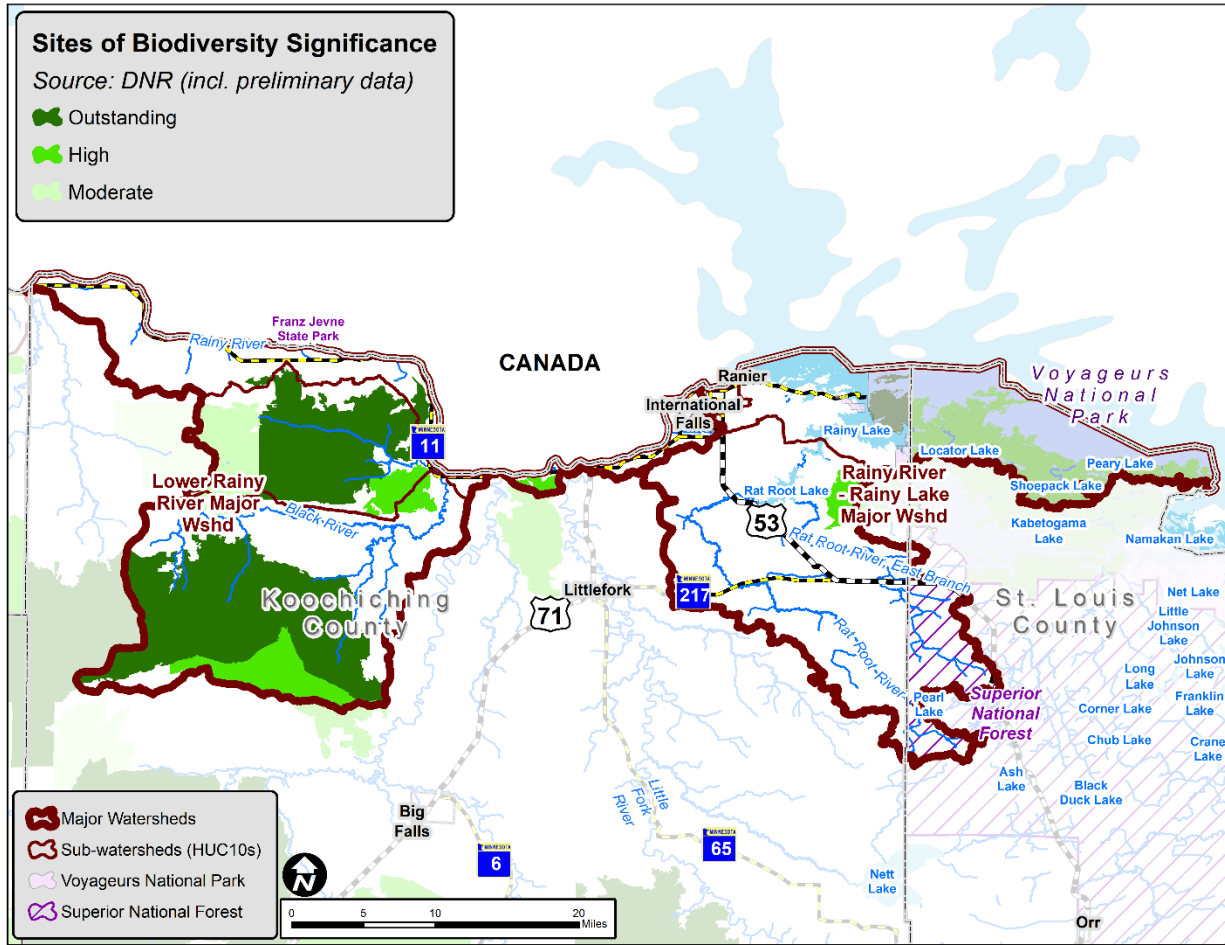 Sites of Biodiversity Significance
Source: DNR (incl. preliminary data)
Outstanding
High
Moderate
Franz Jevne
State Park
Rainy River
CANADA
Ranier
International
Falls
Voyageurs
National
Park
MINNESOTA
11
Rainy Lake
Locator Lake
Peary Lake
Shoepack Lake
Lower Rainy
River Major
Wshd
Black River
Rat Root Lake
Rainy River
- Rainy Lake
Major Wshd
53
Kabetogama
Lake
Namakan Lake
Rat Root River, East Branch
Koochiching
County
71
Littlefork
MINNESOTA
217
St. Louis
County
Net Lake
Little
Johnson
Lake
Johnson
Lake
Long
Lake
Franklin
Lake
Rat Root River
Pearl
Lake
Superior
National
Forest
Corner Lake
Chub Lake
Crane
Lake
Ash
Lake
Black
Duck Lake
Big
Falls
Little Fork
River
MINNESOTA
6
MINNESOTA
65
Nett
Lake
Orr
Major Watersheds
Sub-watersheds (HUC10s)
Voyageurs National Park
Superior National Forest
N
0 5 10 20
Miles